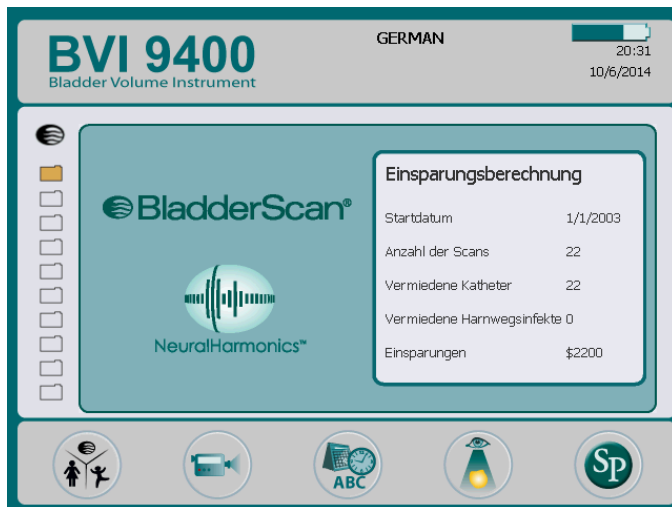 BVI 9400
Bladder Volume Instrument
GERMAN
20:31
10/6/2014
BladderScan®
NeuralHarmonics™
Einsparungsberechnung
Startdatum 1/1/2003
Anzahl der Scans 22
Vermiedene Katheter 22
Vermiedene Harnwegsinfekte 0
Einsparungen $2200
ABC
SP